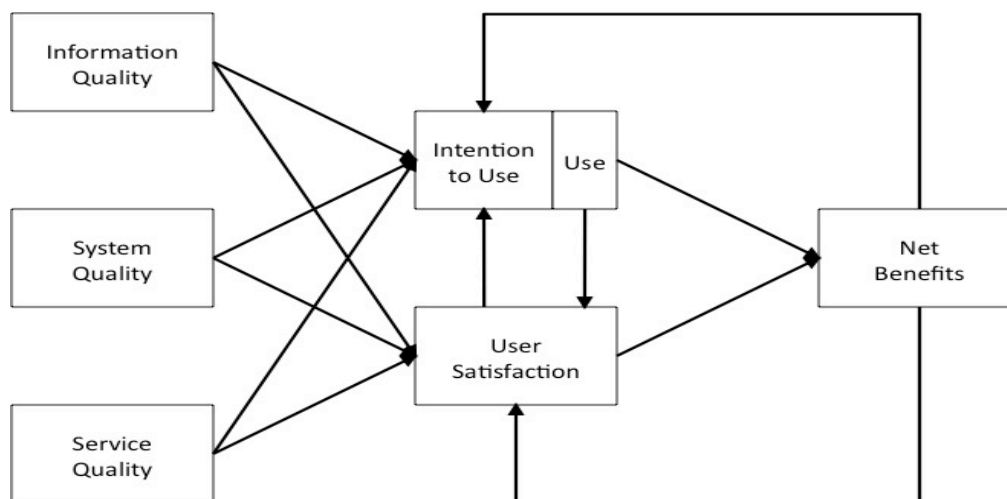 Information
Quality
Intention
to Use
Use
System
Quality
Net
Benefits
User
Satisfaction
Service
Quality